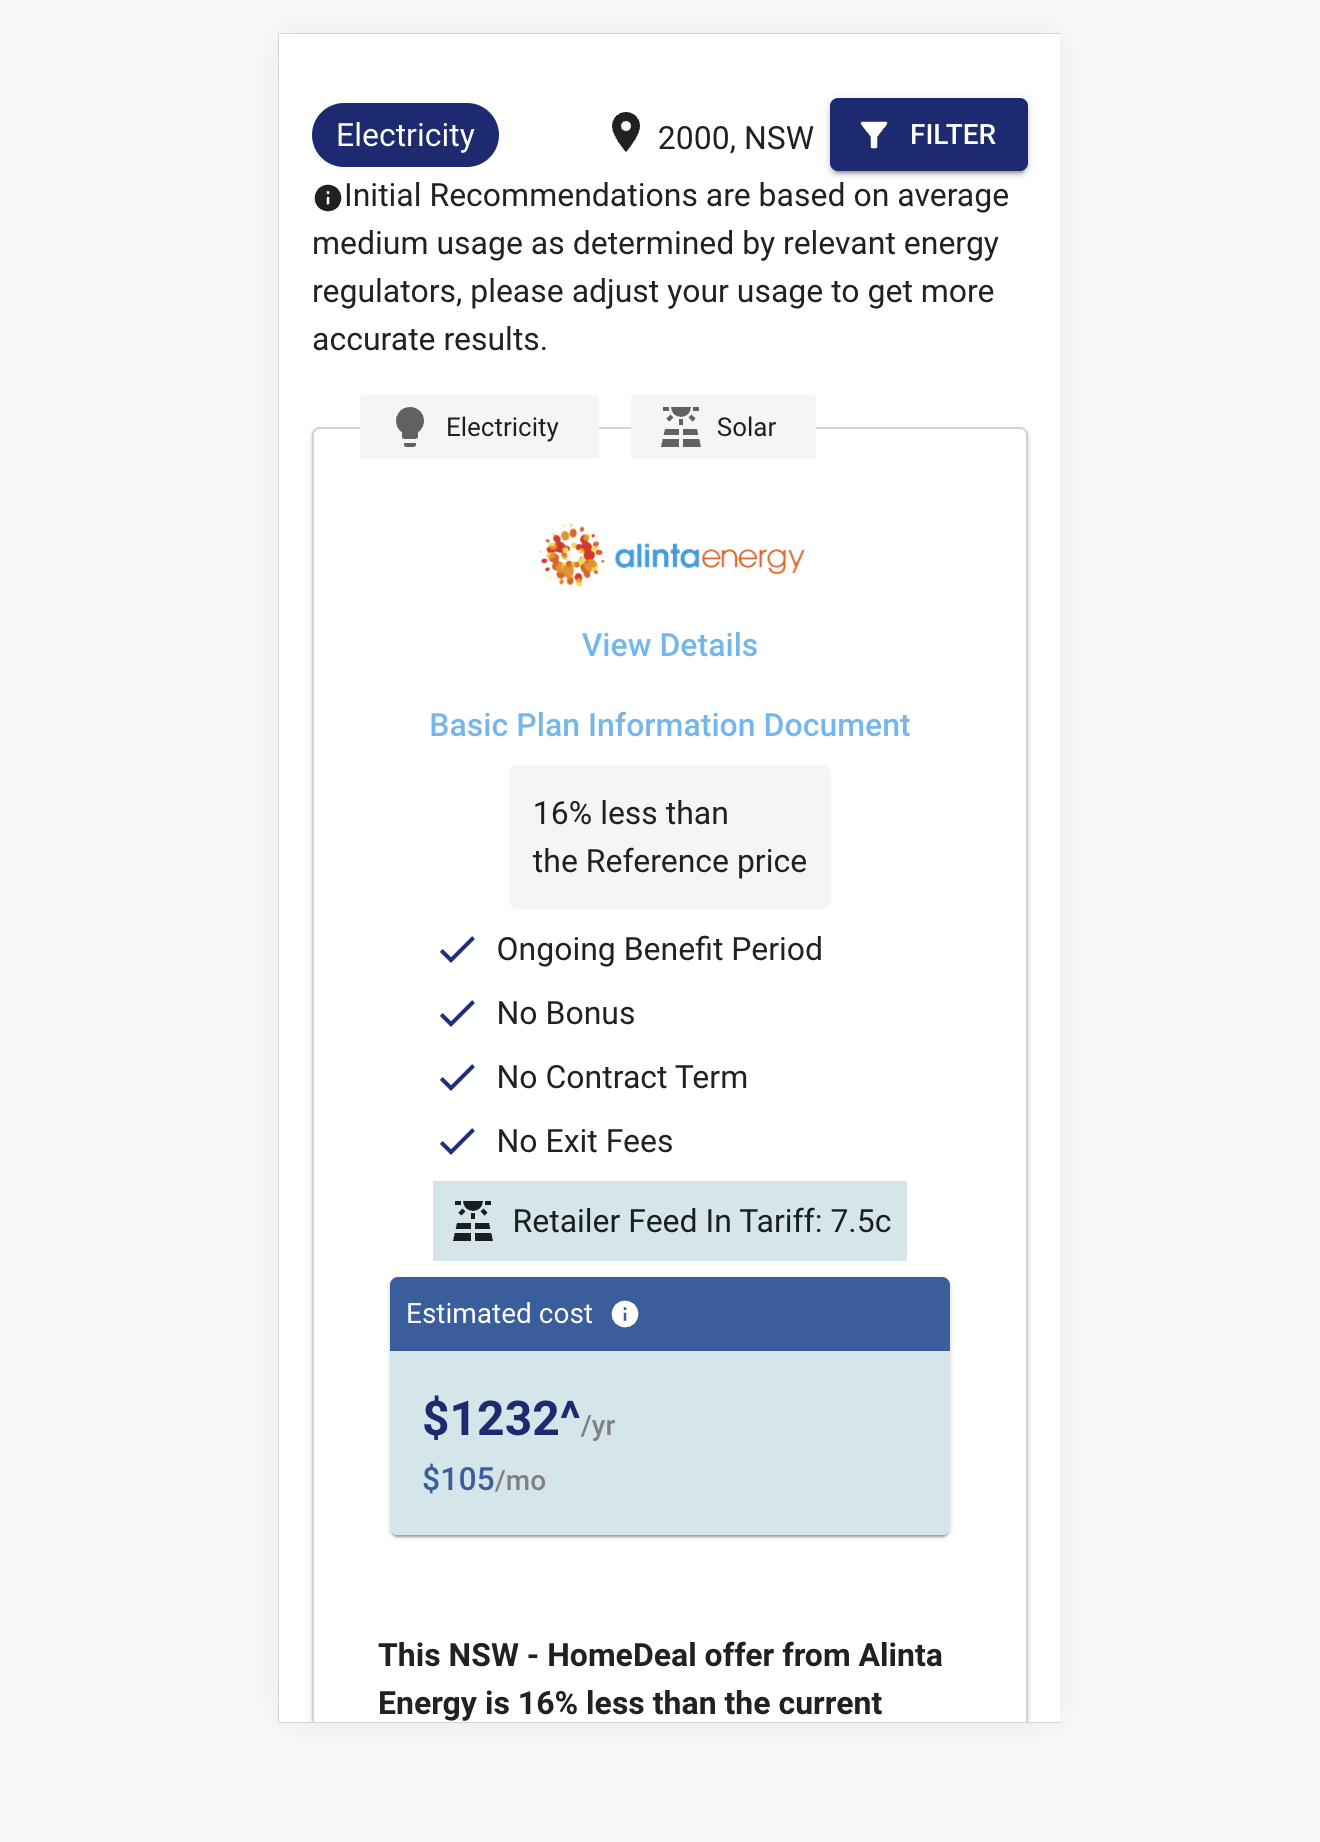 Electricity
2000, NSW
FILTER
Initial Recommendations are based on average
medium usage as determined by relevant energy
regulators, please adjust your usage to get more
accurate results.
Electricity
Solar
alintaenergy
View Details
Basic Plan Information Document
16% less than
the Reference price
Ongoing Benefit Period
No Bonus
No Contract Term
No Exit Fees
Retailer Feed In Tariff: 7.5c
Estimated cost
$1232^/yr
$105/mo
This NSW - HomeDeal offer from Alinta
Energy is 16% less than the current